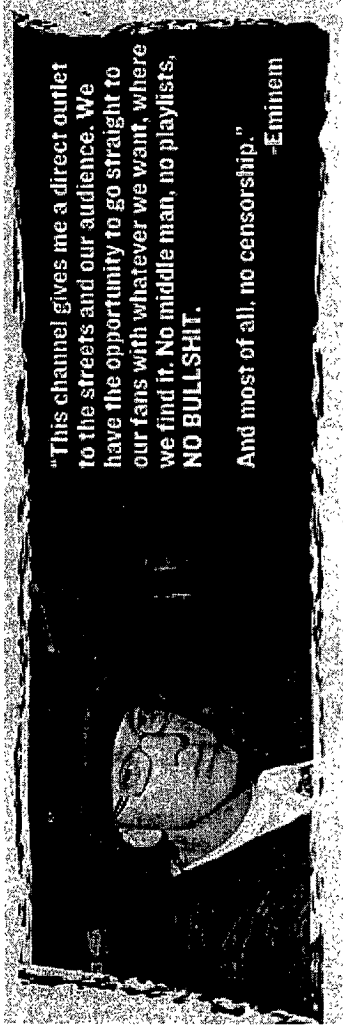 "This channel gives me a direct outlet
to the streets and our audience. We
have the opportunity to go straight to
our fans with whatever we want, where
we find it. No middle man, no playlists,
NO BULLSHIT.
And most of all, no censorship."
-Eminem